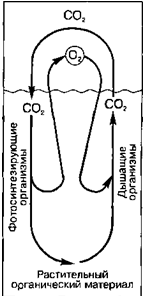 CO₂
O₂
CO₂
CO₂
Фотосинтезирующие
организмы
Дышащие
организмы
Растительный
органический материал